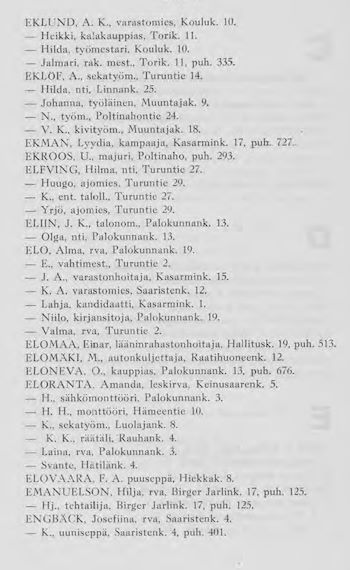 EKLUND, A. K., varastomies, Kouluk. 10.
— Heikki, kalakauppias, Torik. 11.
— Hilda, työmestari, Kouluk. 10.
— Jalmari, rak. mest., Torik. 11, puh. 335.
EKLÖF, A., sekatyöm., Turuntie 14.
— Hilda, nti, Linnank. 25.
— Johanna, työläinen, Muuntajak. 9.
— N., työm., Poltinahontie 24.
— V. K., kivityöm., Muuntajak. 18.
EKMAN, Lyydia, kampaaja, Kasarmink. 17, puh. 727.
EKROOS, U., majuri, Poltinaho, puh. 293.
ELFVING, Hilma, nti, Turuntie 27.
— Huugo, ajomies, Turuntie 29.
— K., ent. taloll., Turuntie 27.
— Yrjö, ajomies, Turuntie 29.
ELIIN, J. K., talonom., Palokunnank. 13.
— Olga, nti, Palokunnank. 13.
ELO, Alma, rva, Palokunnank. 19.
— E., vahtimest., Turuntie 2.
— J. A., varastonhoitaja, Kasarmink. 15.
— K. A. varastomies, Saaristenk. 12.
— Lahja, kandidaatti, Kasarmink. 1.
— Niilo, kirjansitoja, Palokunnank. 19.
— Valma, rva, Turuntie 2.
ELOMAA, Einar, lääninrahastonhoitaja, Hallitusk. 19, puh. 513.
ELOMÄKI, M., autonkuljettaja, Raatihuoneenk. 12.
ELONEVA, O., kauppias, Palokunnank. 13, puh. 676.
ELORANTA, Amanda, leskirva, Keinusaarenk. 5.
— H., sähkömonttööri, Palokunnank. 3.
— H. H., monttööri, Hämeentie 10.
— K., sekatyöm., Luolajank. 8.
— K. K., räätäli, Rauhank. 4.
— Laina, rva, Palokunnank. 3.
— Svante, Hätilänk. 4.
ELOVAARA, F. A. puuseppä, Hiekkak. 8.
EMANUELSON, Hilja, rva, Birger Jarlink. 17, puh. 125.
— Hj., tehtailija, Birger Jarlink. 17, puh. 125.
ENGBÄCK, Josefiina, rva, Saaristenk. 4.
— K., uuniseppä, Saaristenk. 4, puh. 401.